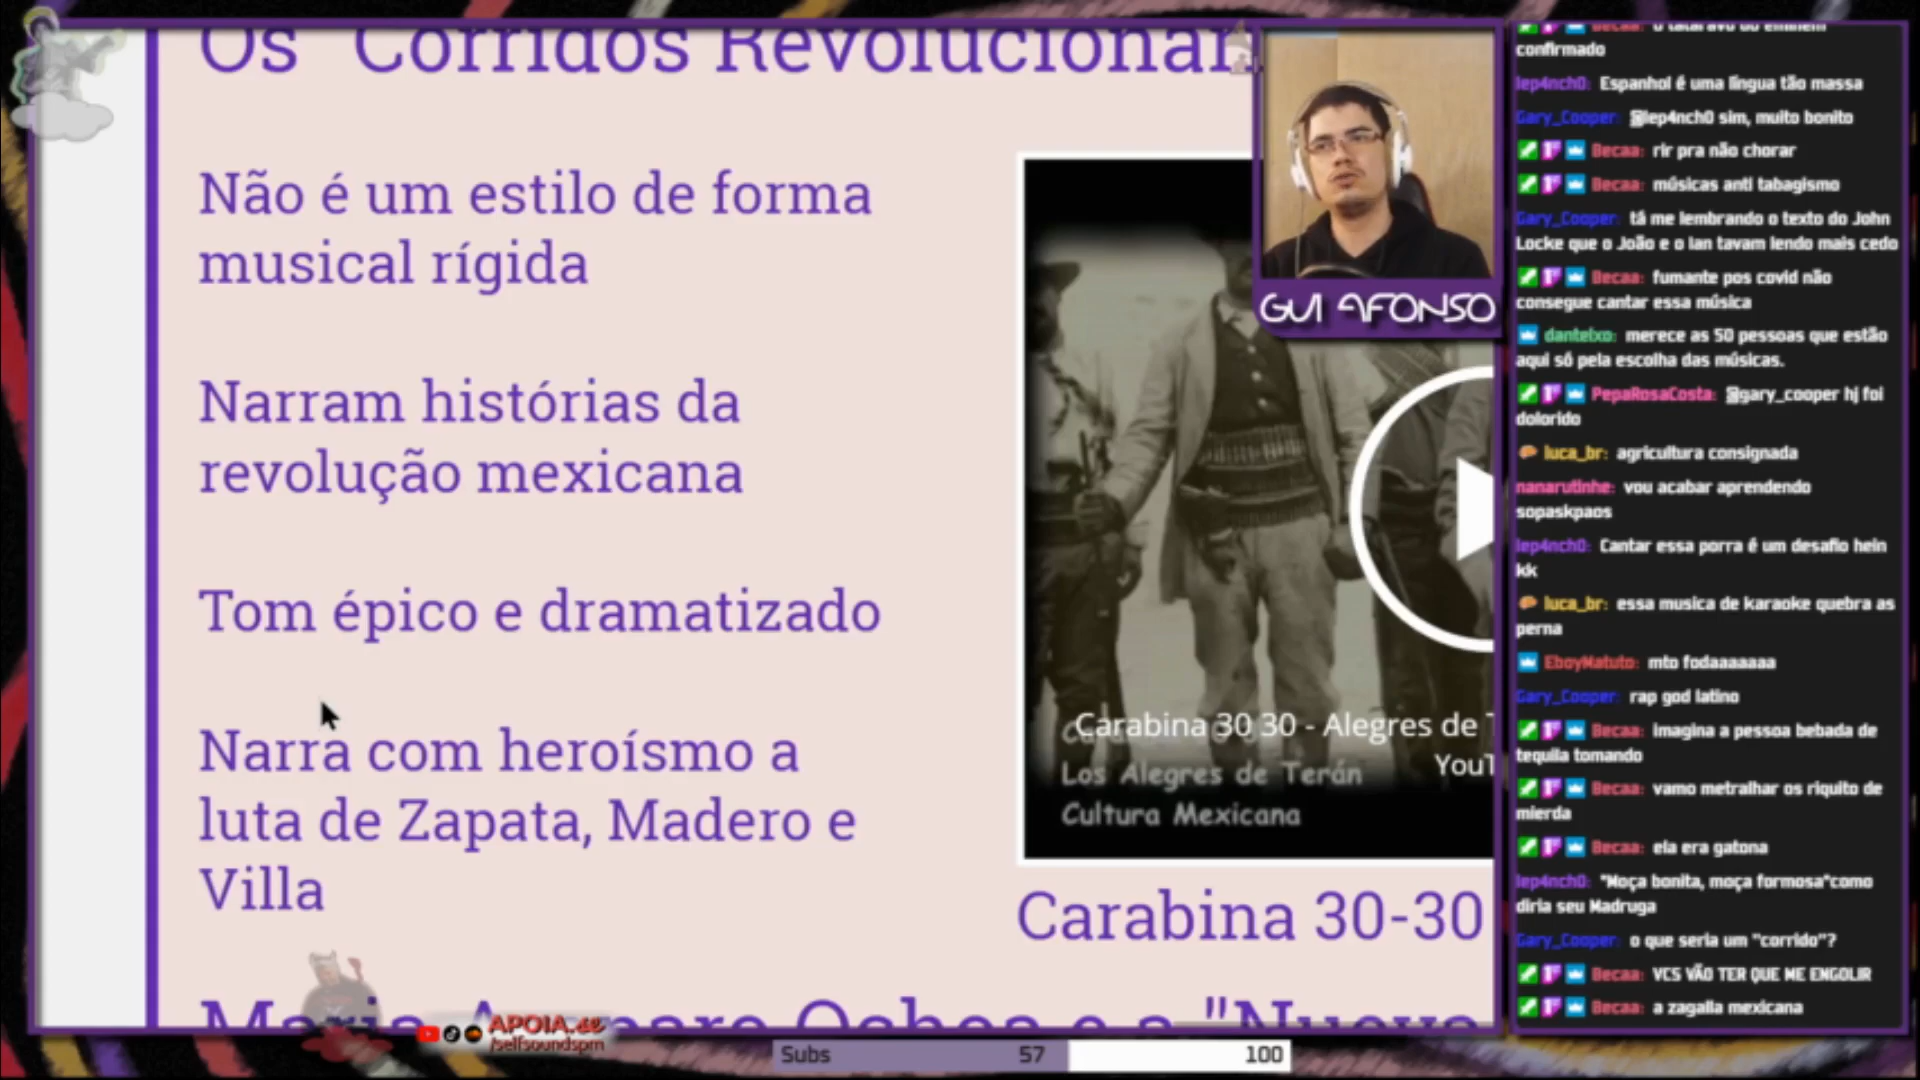 Os "Corridos Revolucionar
Não é um estilo de forma
musical rígida
Narram histórias da
revolução mexicana
Tom épico e dramatizado
Narra com heroísmo a
luta de Zapata, Madero e
Villa
Carabina 30 30 - Alegres de T
YouT
Los Alegres de Terán
Cultura Mexicana
Carabina 30-30
GUI AFONSO
APOIA.se
/selfsoundspm
Subs 57 100
confirmado
lep4nch0: Espanhol é uma língua tão massa
Gary_Cooper: @lep4nch0 sim, muito bonito
Becaa: rir pra não chorar
Becaa: músicas anti tabagismo
Gary_Cooper: tá me lembrando o texto do John
Locke que o João e o Ian tavam lendo mais cedo
Becaa: fumante pos covid não
consegue cantar essa música
danteixo: merece as 50 pessoas que estão
aqui só pela escolha das músicas.
PepaRosaCosta: @gary_cooper hj foi
dolorido
luca_br: agricultura consignada
nanarutinhe: vou acabar aprendendo
sopaskpaos
lep4nch0: Cantar essa porra é um desafio hein
kk
luca_br: essa musica de karaoke quebra as
perna
EboyMatuto: mto fodaaaaaaa
Gary_Cooper: rap god latino
Becaa: imagina a pessoa bebada de
tequila tomando
Becaa: vamo metralhar os riquito de
mierda
Becaa: ela era gatona
lep4nch0: "Moça bonita, moça formosa"como
diria seu Madruga
Gary_Cooper: o que seria um "corrido"?
Becaa: VCS VÃO TER QUE ME ENGOLIR
Becaa: a zagalla mexicana